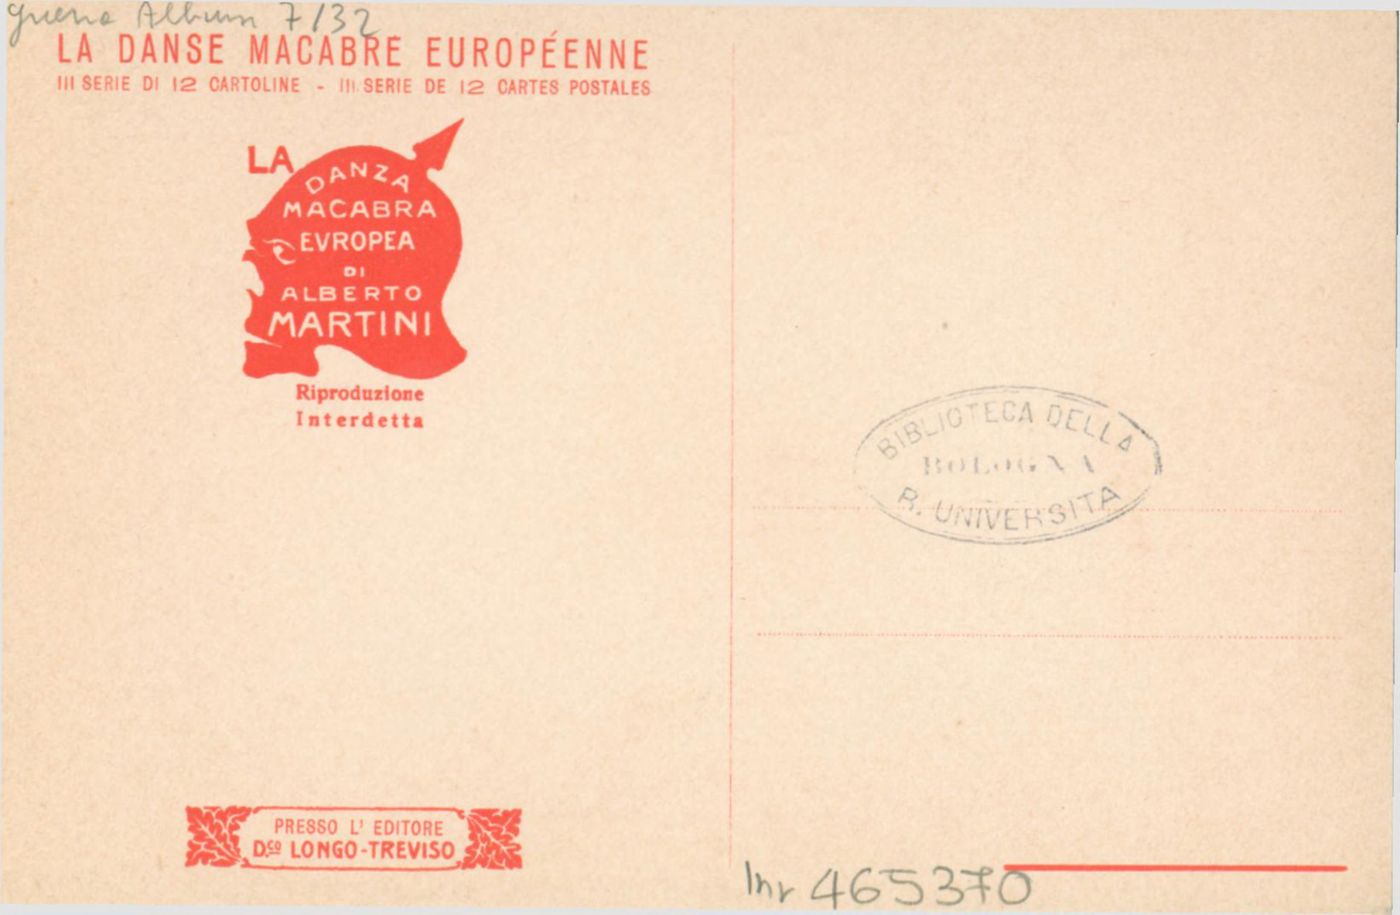 guerra Album 7/32
LA DANSE MACABRE EUROPÉENNE
III SERIE DI 12 CARTOLINE - III SERIE DE 12 CARTES POSTALES
LA
DANZA
MACABRA
EVROPEA
DI
ALBERTO
MARTINI
Riproduzione
Interdetta
BIBLIOTECA DELLA
BOLOGNA
R. UNIVERSITA
PRESSO L' EDITORE
D.co LONGO-TREVISO
Inv 465370